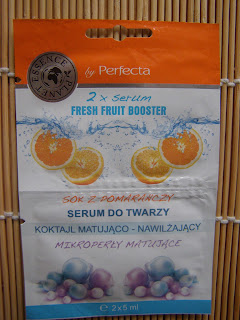 PLANET ESSENCE
by Perfecta
2 x serum
FRESH FRUIT BOOSTER
SOK Z POMARAŃCZY
SERUM DO TWARZY
KOKTAJL MATUJĄCO - NAWILŻAJĄCY
MIKROPERŁY MATUJĄCE
℮ 2 x 5 ml